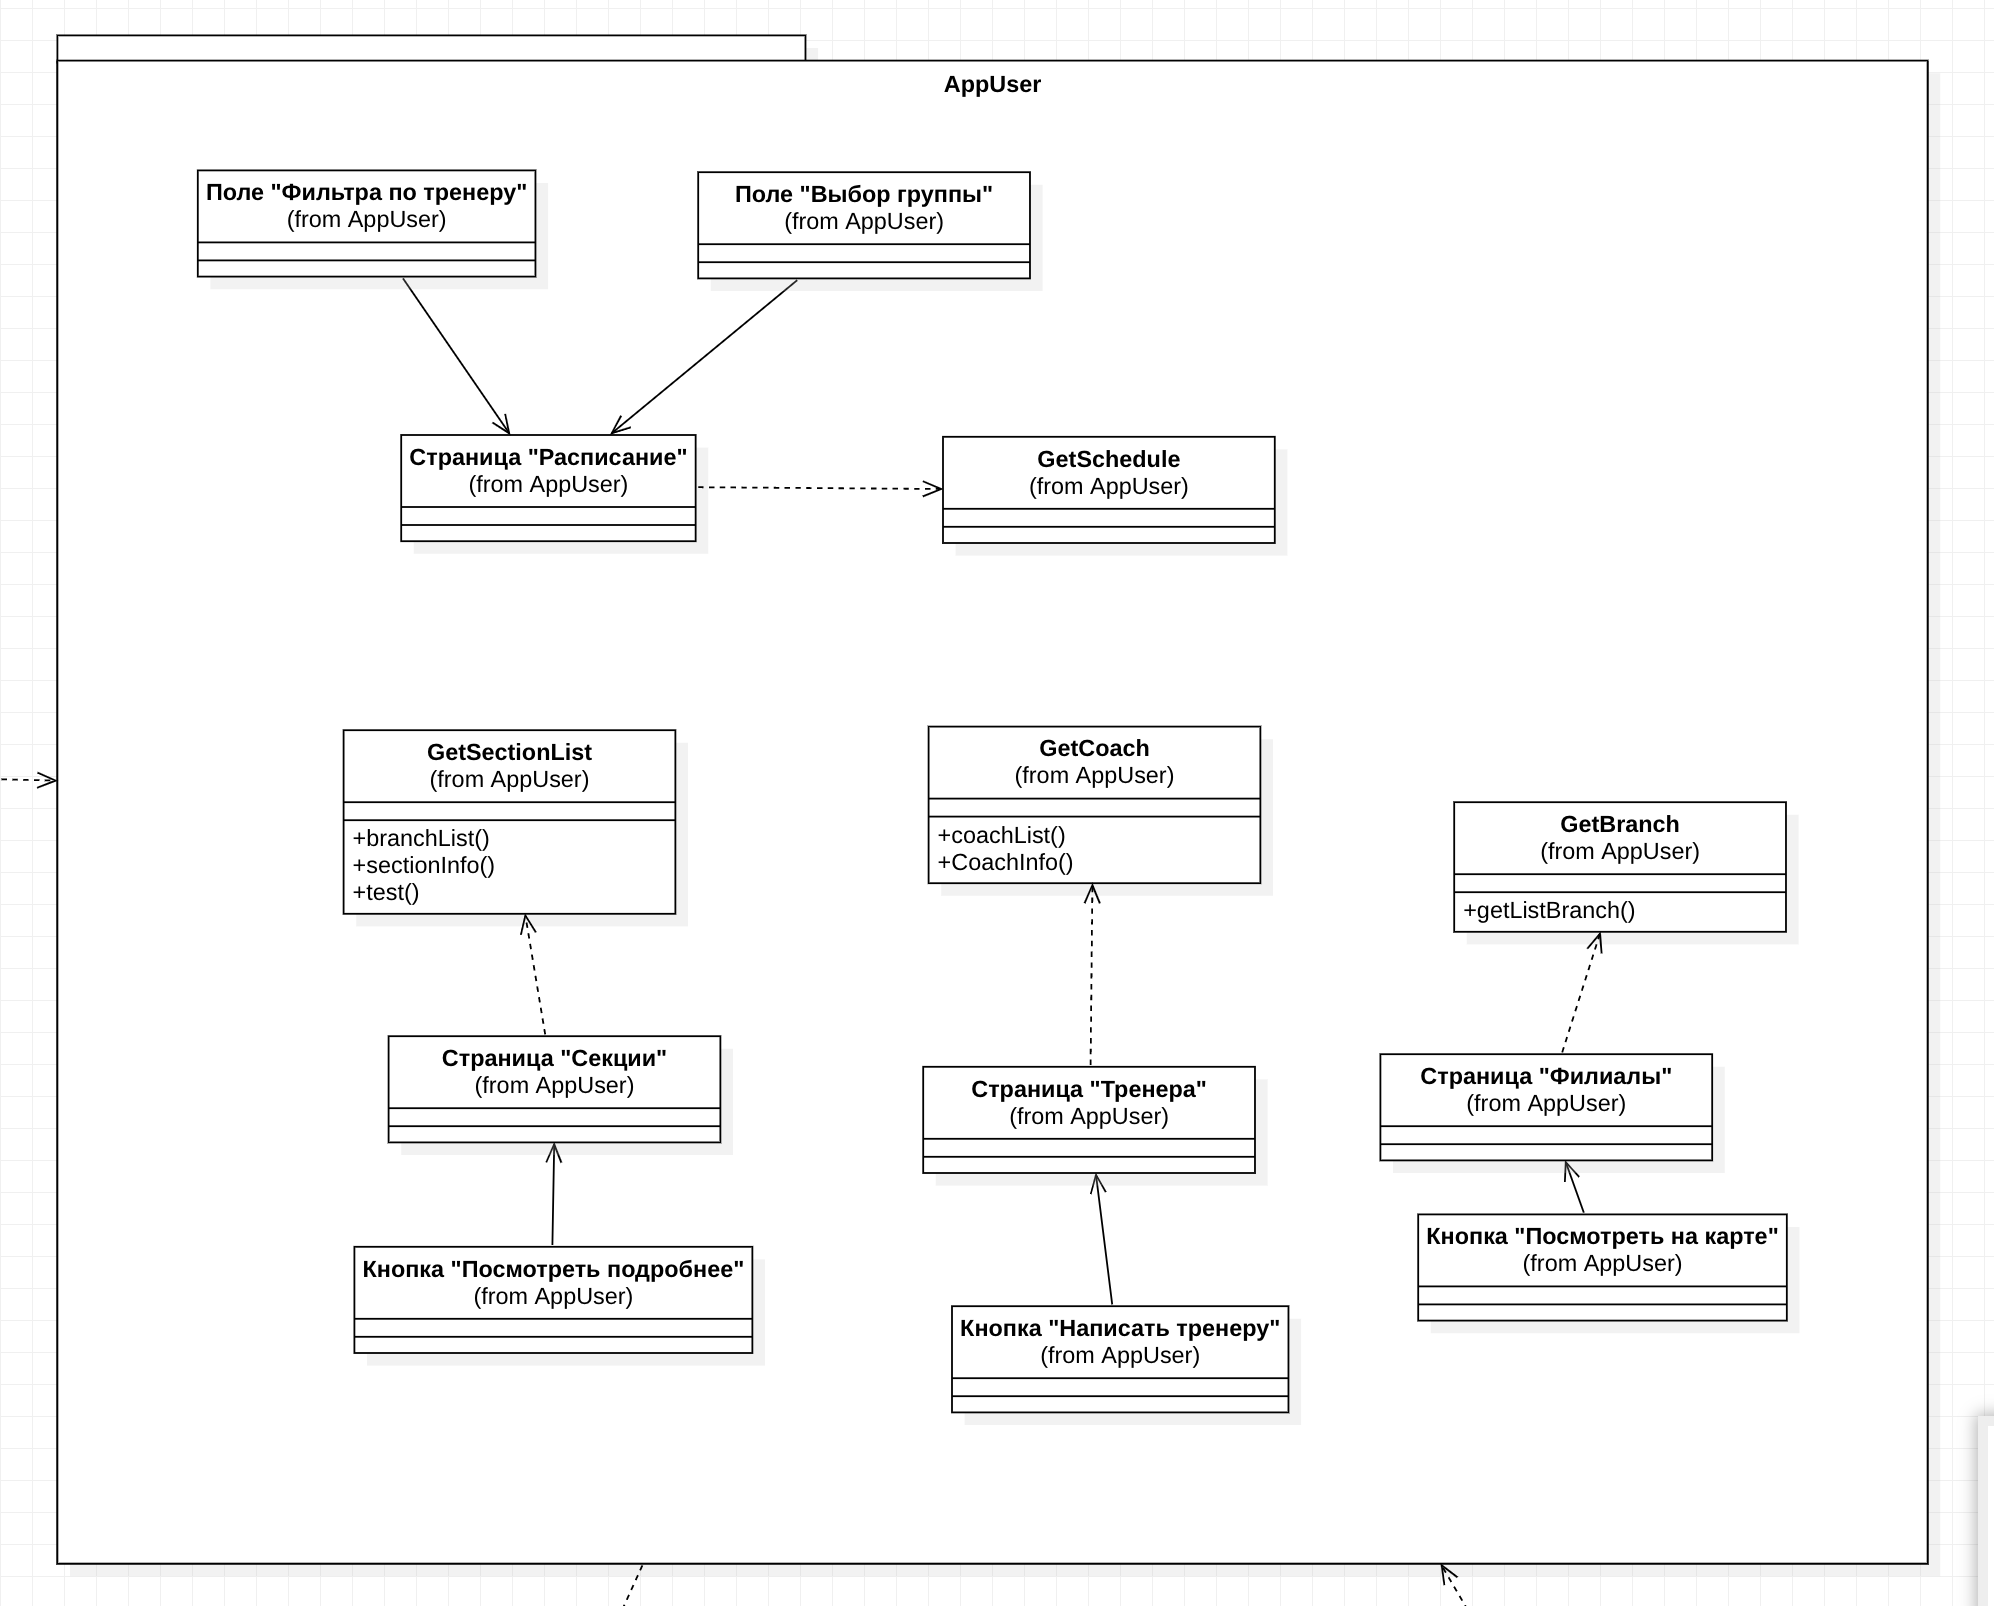 AppUser
Поле "Фильтра по тренеру"
(from AppUser)
Поле "Выбор группы"
(from AppUser)
Страница "Расписание"
(from AppUser)
GetSchedule
(from AppUser)
GetSectionList
(from AppUser)
+branchList()
+sectionInfo()
+test()
GetCoach
(from AppUser)
+coachList()
+CoachInfo()
GetBranch
(from AppUser)
+getListBranch()
Страница "Секции"
(from AppUser)
Страница "Тренера"
(from AppUser)
Страница "Филиалы"
(from AppUser)
Кнопка "Посмотреть подробнее"
(from AppUser)
Кнопка "Написать тренеру"
(from AppUser)
Кнопка "Посмотреть на карте"
(from AppUser)